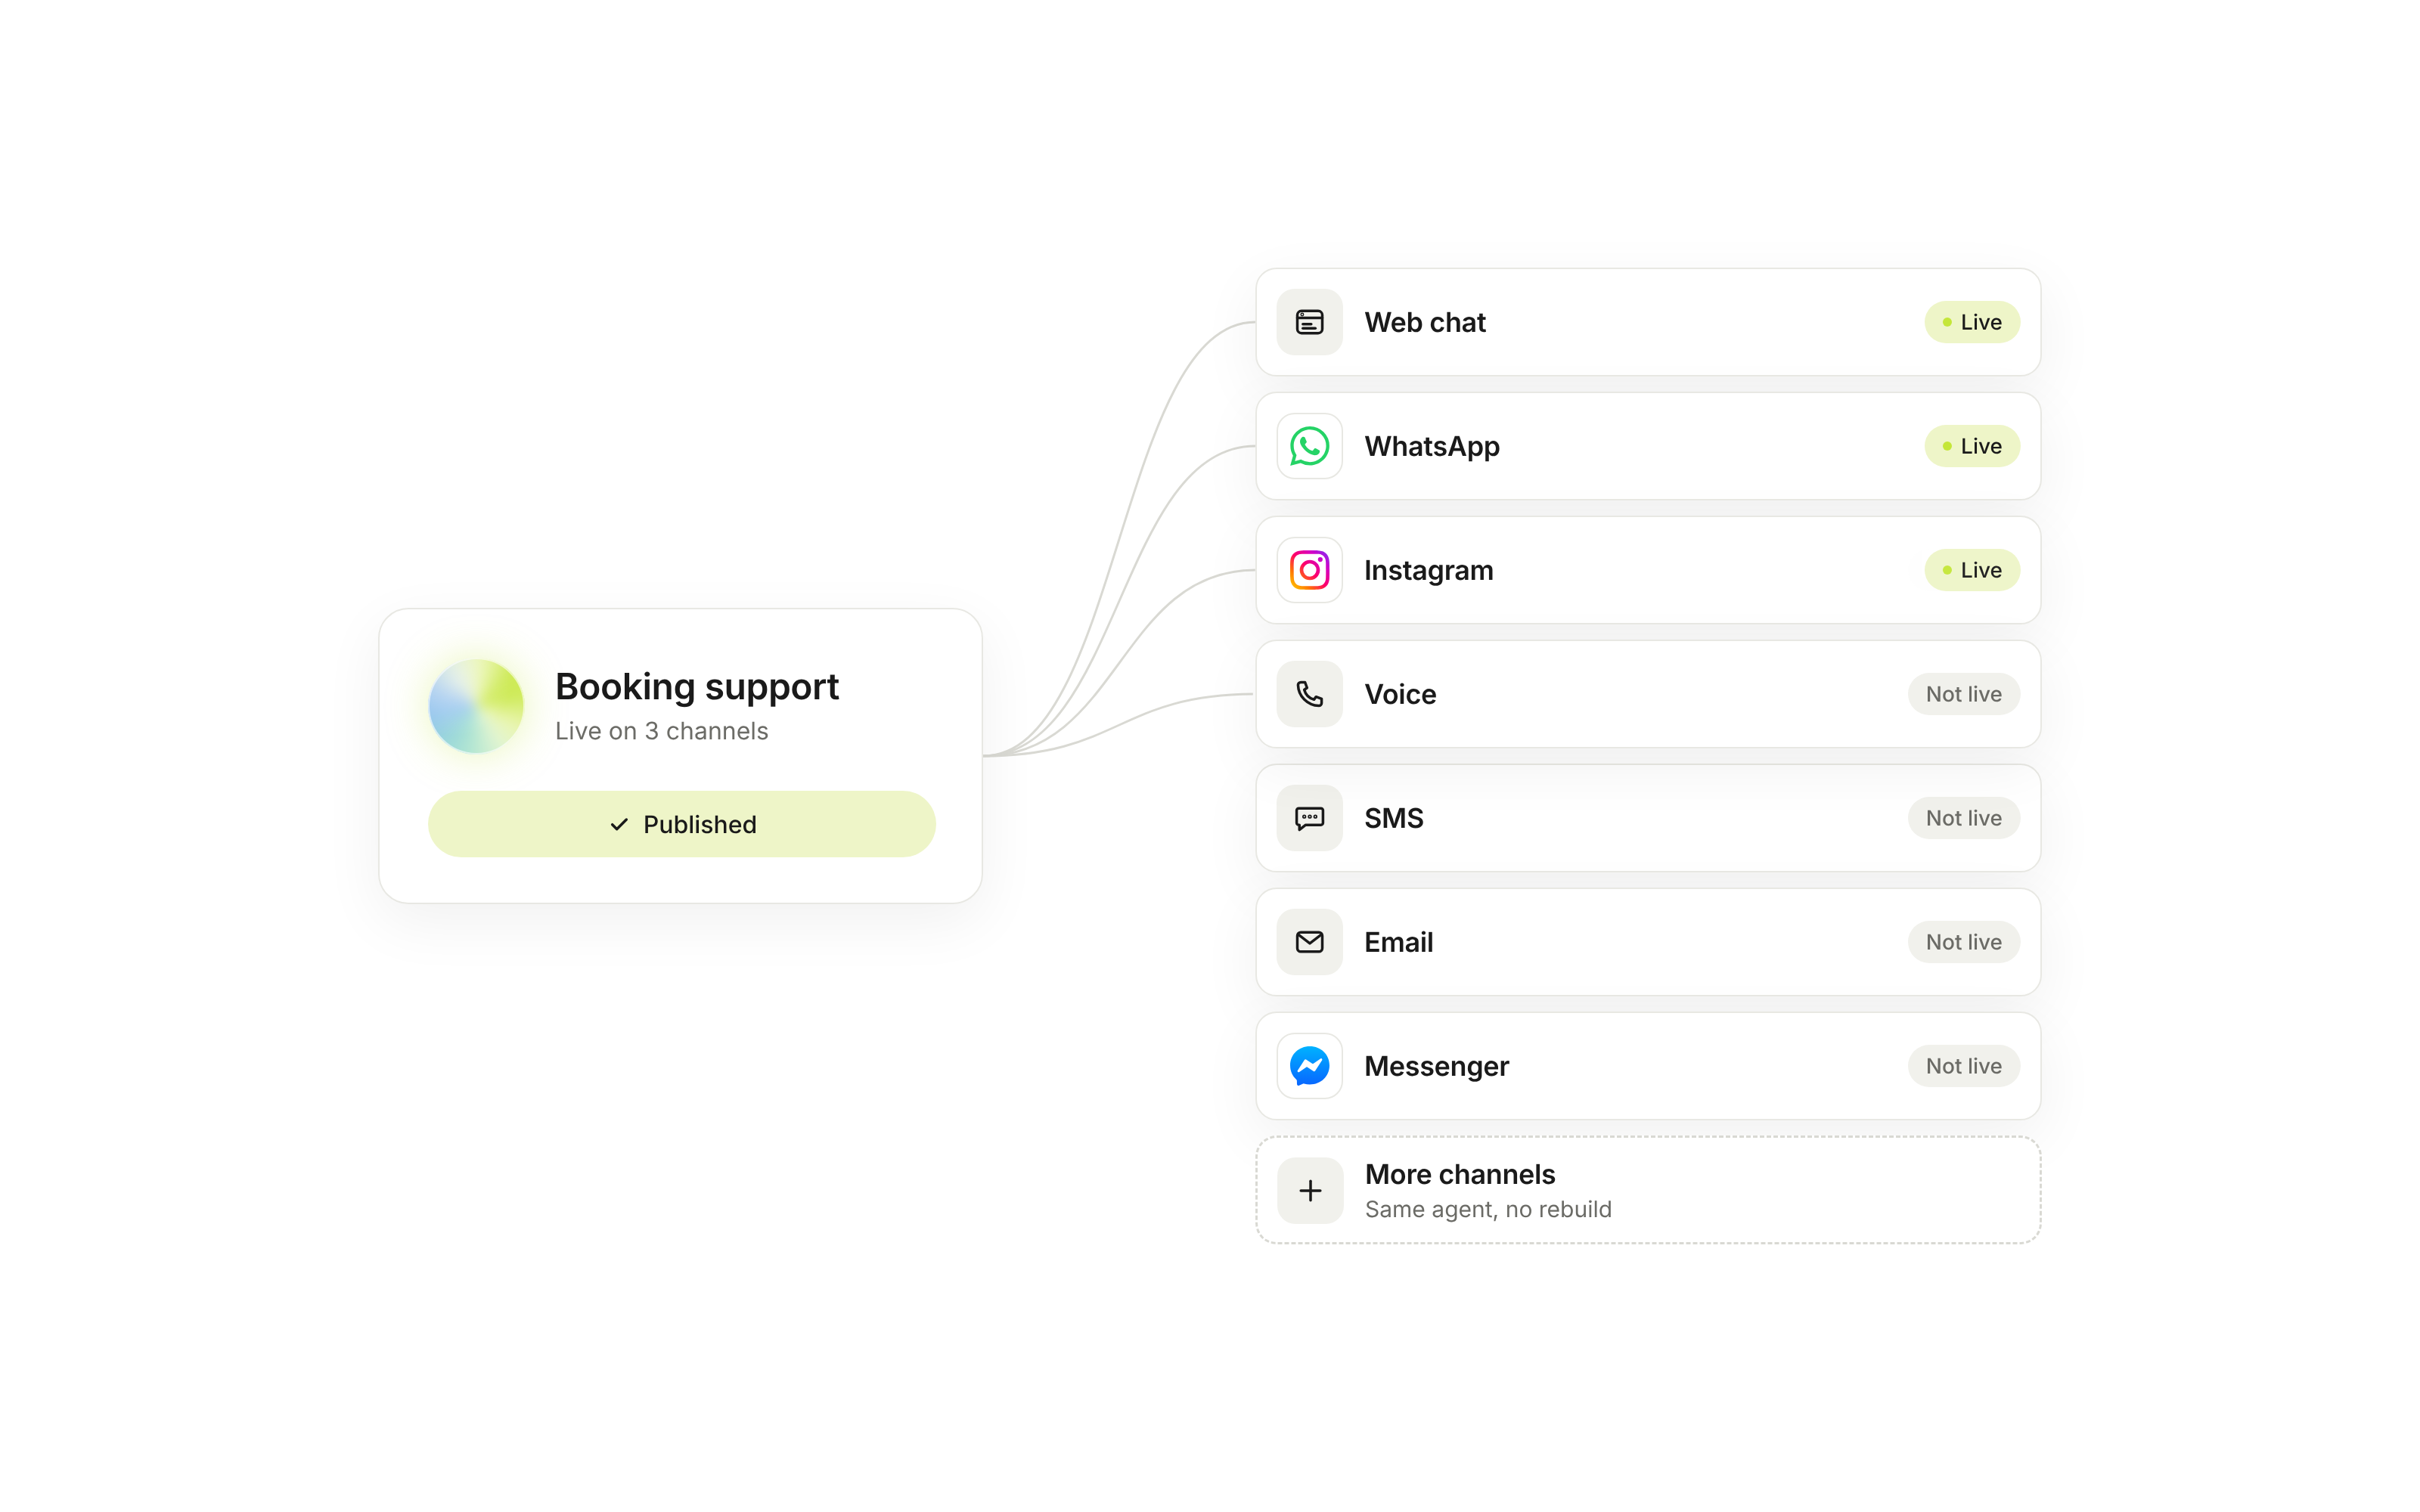 Booking support
Live on 3 channels
Published
Web chat
Live
WhatsApp
Live
Instagram
Live
Voice
Not live
SMS
Not live
Email
Not live
Messenger
Not live
More channels
Same agent, no rebuild